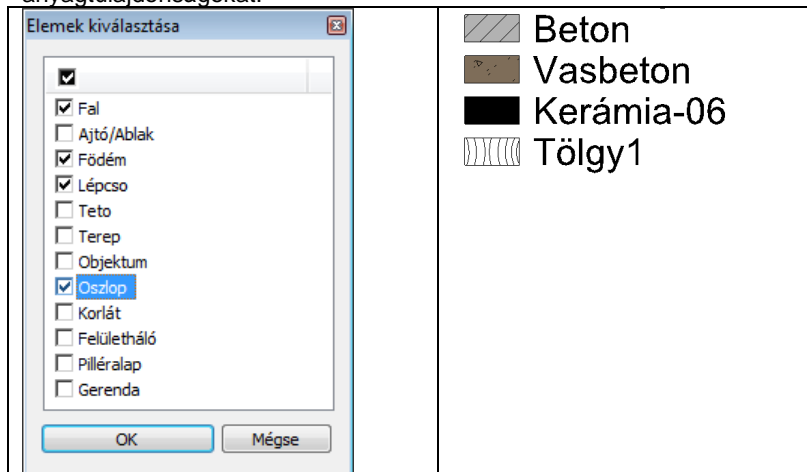 anyagtulajdonságokat.
Elemek kiválasztása
Fal
Ajtó/Ablak
Födém
Lépcso
Teto
Terep
Objektum
Oszlop
Korlát
Felületháló
Pilléralap
Gerenda
OK
Mégse
Beton
Vasbeton
Kerámia-06
Tölgy1